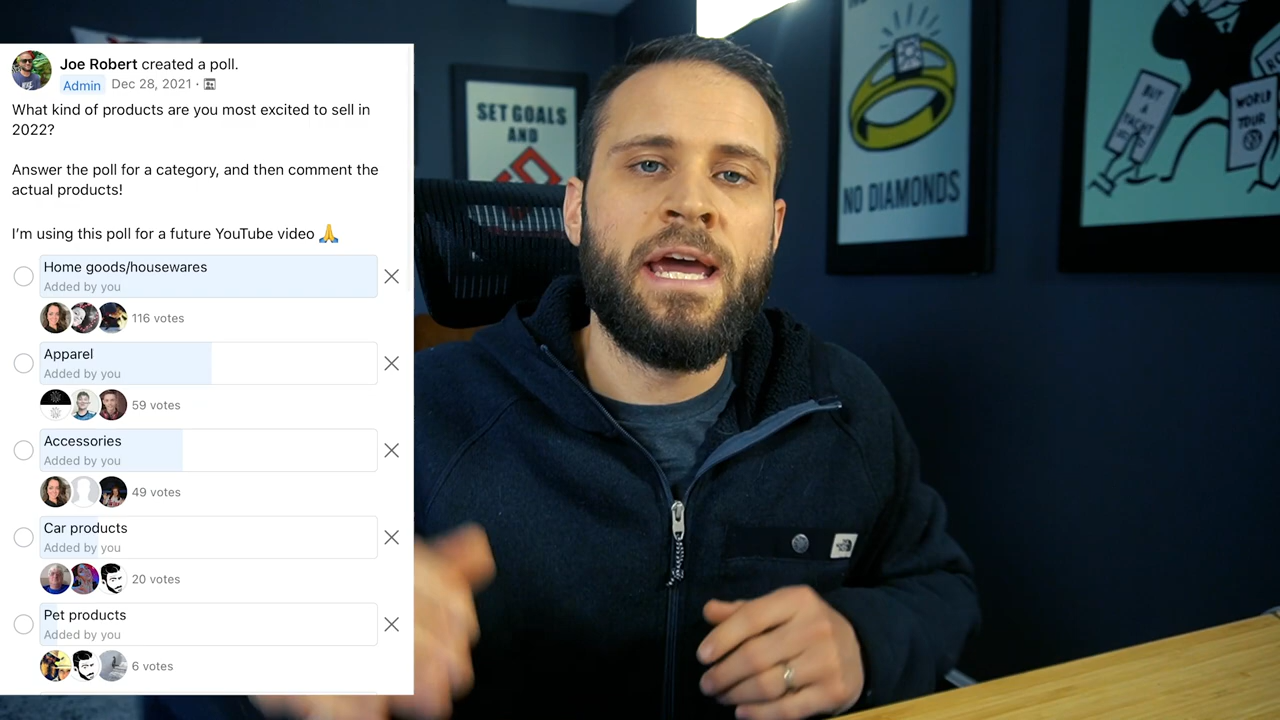 Joe Robert created a poll.
Admin Dec 28, 2021 ·
What kind of products are you most excited to sell in
2022?
Answer the poll for a category, and then comment the
actual products!
I'm using this poll for a future YouTube video 🙏
Home goods/housewares
Added by you
116 votes
Apparel
Added by you
59 votes
Accessories
Added by you
49 votes
Car products
Added by you
20 votes
Pet products
Added by you
6 votes
SET GOALS
AND
NO DIAMONDS
BUY A
YACHT
WORLD
TOUR